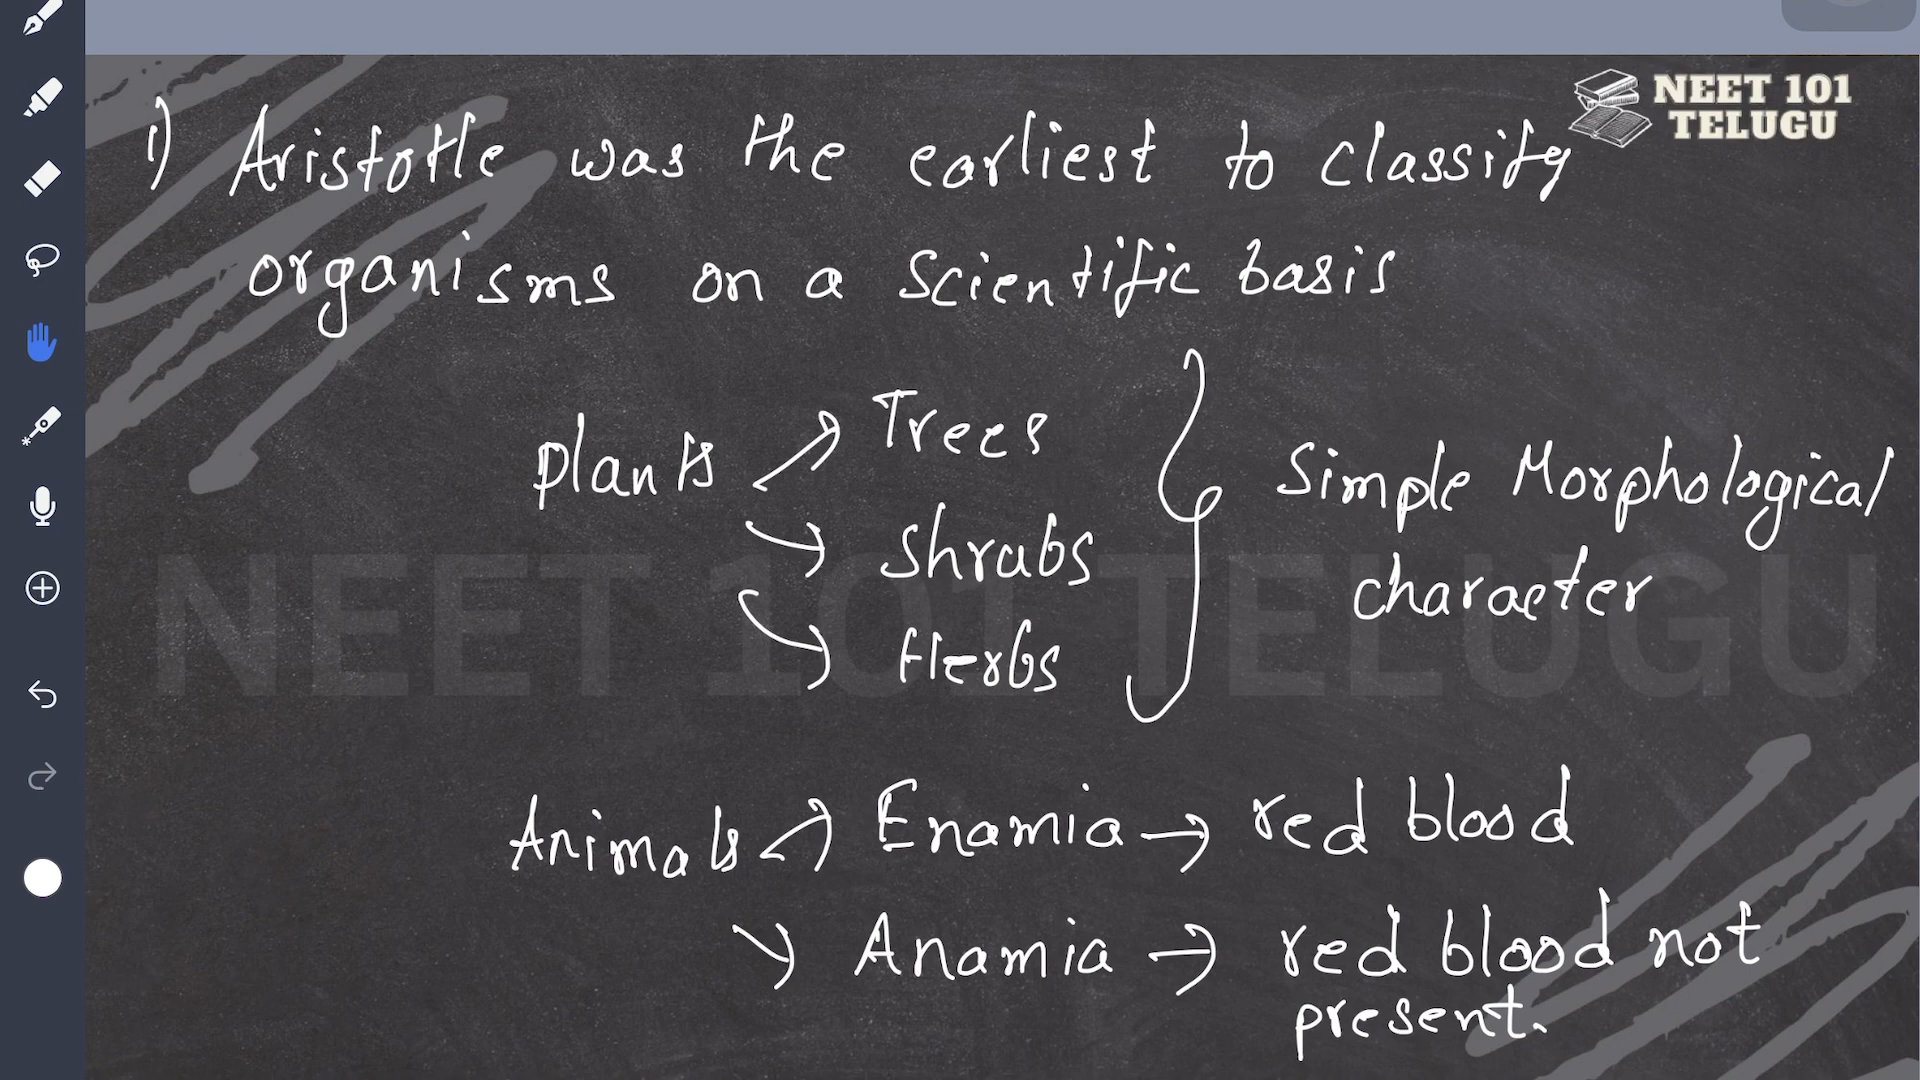 NEET 101
TELUGU
1) Aristotle was the earliest to classify
organisms on a scientific basis
plants → Trees
→ Shrubs
→ Herbs
Simple Morphological
character
NEET 101 TELUGU
Animals → Enamia → red blood
→ Anamia → red blood not
present.